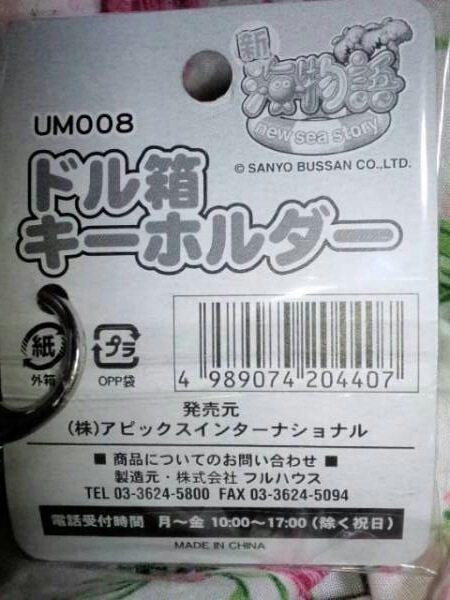 新
海物語
new sea story
UM008
© SANYO BUSSAN CO.,LTD.
ドル箱
キーホルダー
紙
外箱
プラ
OPP袋
4 989074 204407
発売元
(株)アピックスインターナショナル
■ 商品についてのお問い合わせ ■
製造元・株式会社 フルハウス
TEL 03-3624-5800 FAX 03-3624-5094
電話受付時間 月〜金 10:00〜17:00(除く祝日)
MADE IN CHINA